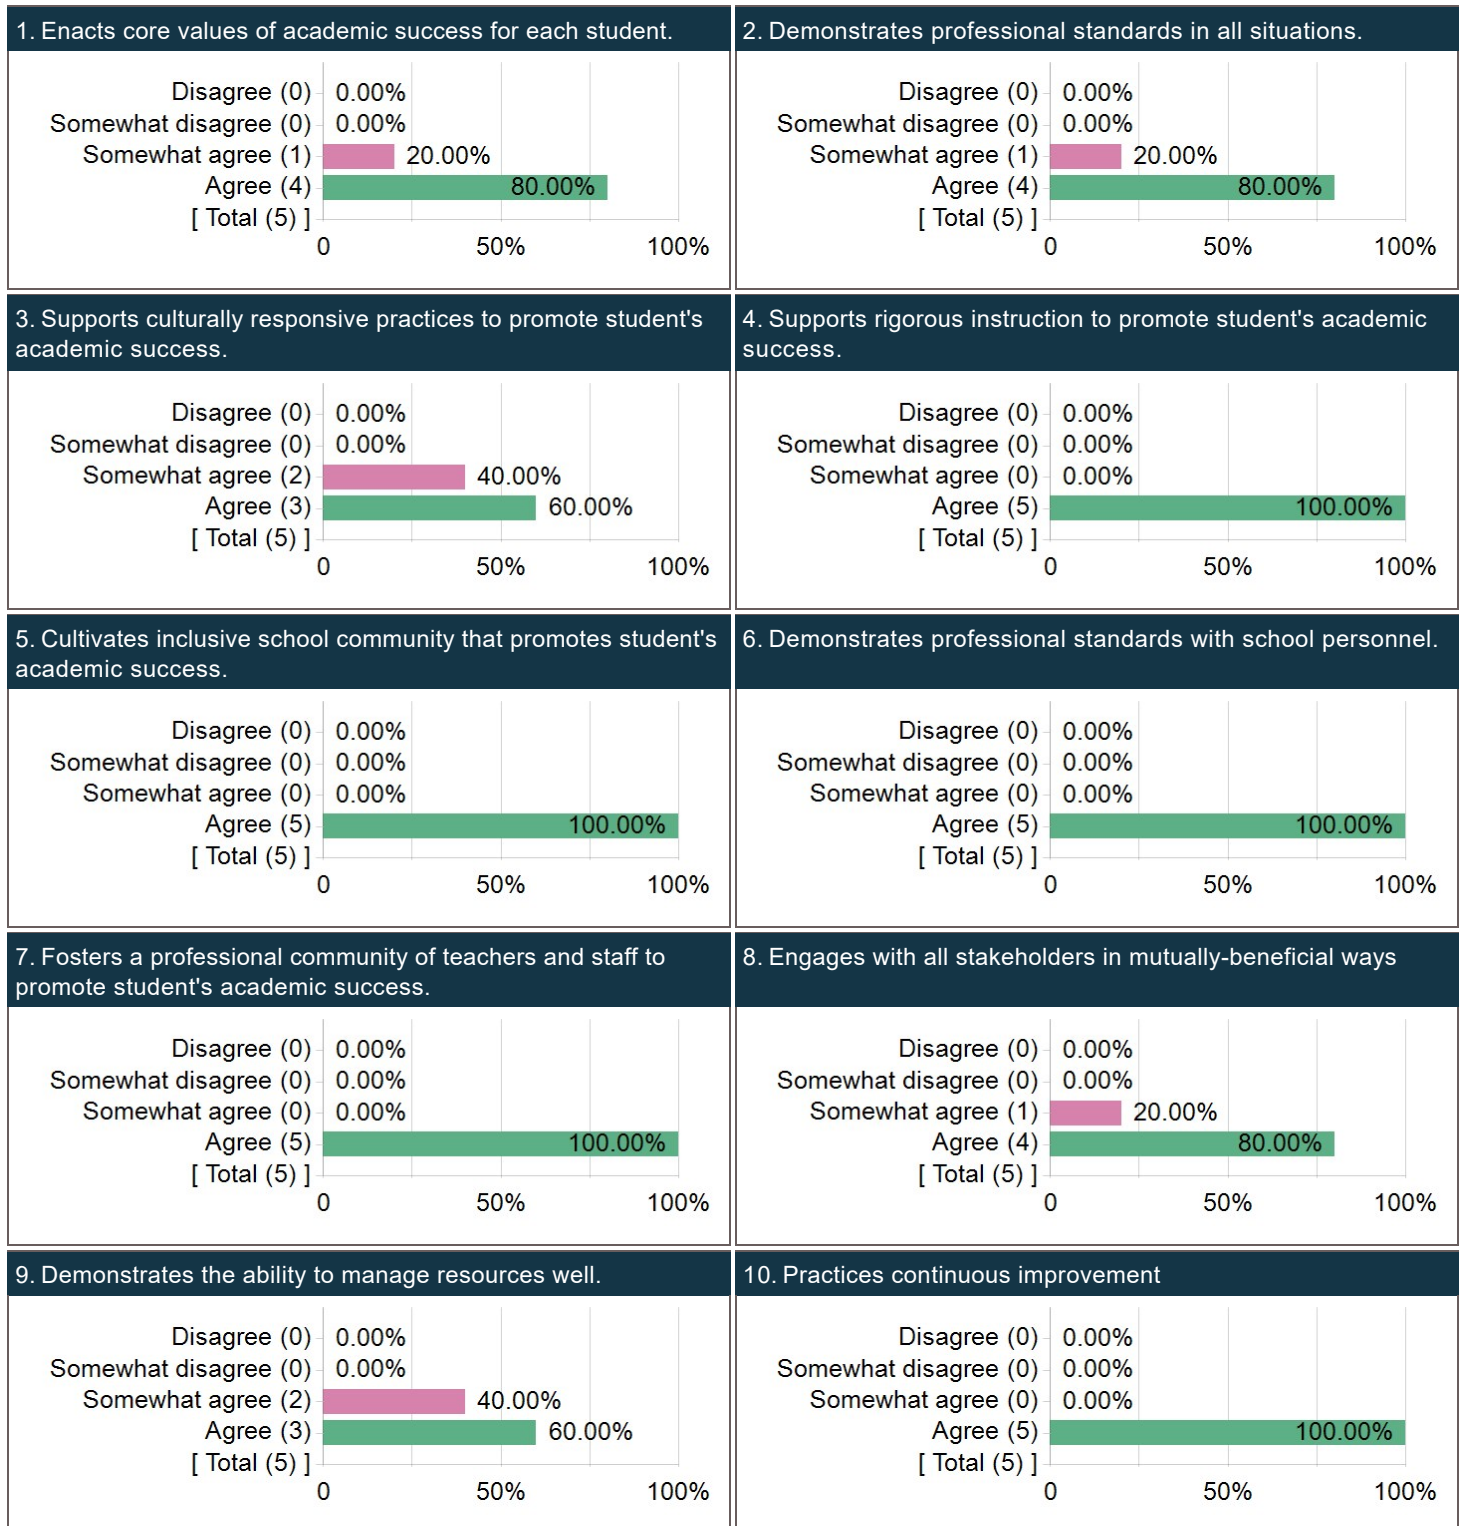 1. Enacts core values of academic success for each student.
Disagree (0) 0.00%
Somewhat disagree (0) 0.00%
Somewhat agree (1) 20.00%
Agree (4) 80.00%
[ Total (5) ]
0 50% 100%
2. Demonstrates professional standards in all situations.
Disagree (0) 0.00%
Somewhat disagree (0) 0.00%
Somewhat agree (1) 20.00%
Agree (4) 80.00%
[ Total (5) ]
0 50% 100%
3. Supports culturally responsive practices to promote student's
academic success.
Disagree (0) 0.00%
Somewhat disagree (0) 0.00%
Somewhat agree (2) 40.00%
Agree (3) 60.00%
[ Total (5) ]
0 50% 100%
4. Supports rigorous instruction to promote student's academic
success.
Disagree (0) 0.00%
Somewhat disagree (0) 0.00%
Somewhat agree (0) 0.00%
Agree (5) 100.00%
[ Total (5) ]
0 50% 100%
5. Cultivates inclusive school community that promotes student's
academic success.
Disagree (0) 0.00%
Somewhat disagree (0) 0.00%
Somewhat agree (0) 0.00%
Agree (5) 100.00%
[ Total (5) ]
0 50% 100%
6. Demonstrates professional standards with school personnel.
Disagree (0) 0.00%
Somewhat disagree (0) 0.00%
Somewhat agree (0) 0.00%
Agree (5) 100.00%
[ Total (5) ]
0 50% 100%
7. Fosters a professional community of teachers and staff to
promote student's academic success.
Disagree (0) 0.00%
Somewhat disagree (0) 0.00%
Somewhat agree (0) 0.00%
Agree (5) 100.00%
[ Total (5) ]
0 50% 100%
8. Engages with all stakeholders in mutually-beneficial ways
Disagree (0) 0.00%
Somewhat disagree (0) 0.00%
Somewhat agree (1) 20.00%
Agree (4) 80.00%
[ Total (5) ]
0 50% 100%
9. Demonstrates the ability to manage resources well.
Disagree (0) 0.00%
Somewhat disagree (0) 0.00%
Somewhat agree (2) 40.00%
Agree (3) 60.00%
[ Total (5) ]
0 50% 100%
10. Practices continuous improvement
Disagree (0) 0.00%
Somewhat disagree (0) 0.00%
Somewhat agree (0) 0.00%
Agree (5) 100.00%
[ Total (5) ]
0 50% 100%